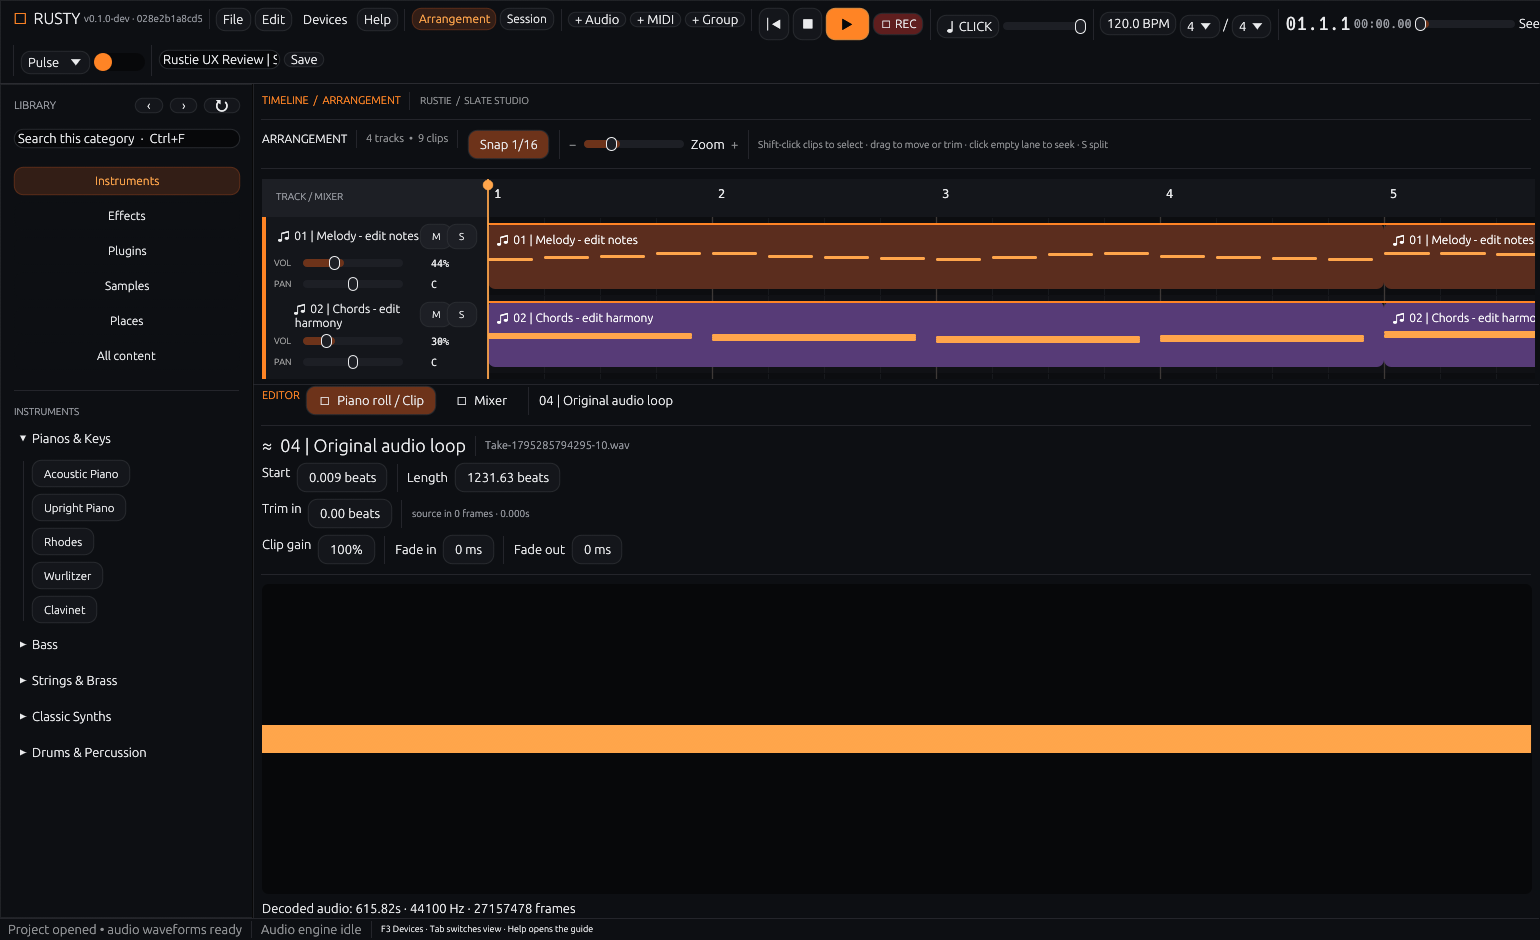 RUSTY v0.1.0-dev · 028e2b1a8cd5 File Edit Devices Help Arrangement Session + Audio + MIDI + Group REC CLICK 120.0 BPM 4 / 4 01.1.1 00:00.00 See
Pulse Rustie UX Review | S Save
LIBRARY
Search this category · Ctrl+F
Instruments
Effects
Plugins
Samples
Places
All content
INSTRUMENTS
Pianos & Keys
Acoustic Piano
Upright Piano
Rhodes
Wurlitzer
Clavinet
Bass
Strings & Brass
Classic Synths
Drums & Percussion
TIMELINE / ARRANGEMENT RUSTIE / SLATE STUDIO
ARRANGEMENT 4 tracks • 9 clips Snap 1/16 − Zoom + Shift-click clips to select · drag to move or trim · click empty lane to seek · S split
TRACK / MIXER 1 2 3 4 5
01 | Melody - edit notes M S
VOL 44%
PAN C
01 | Melody - edit notes 01 | Melody - edit notes
02 | Chords - edit
harmony M S
VOL 30%
PAN C
02 | Chords - edit harmony 02 | Chords - edit harmo
EDITOR Piano roll / Clip Mixer 04 | Original audio loop
≈ 04 | Original audio loop Take-1795285794295-10.wav
Start 0.009 beats Length 1231.63 beats
Trim in 0.00 beats source in 0 frames · 0.000s
Clip gain 100% Fade in 0 ms Fade out 0 ms
Decoded audio: 615.82s · 44100 Hz · 27157478 frames
Project opened • audio waveforms ready Audio engine idle F3 Devices · Tab switches view · Help opens the guide